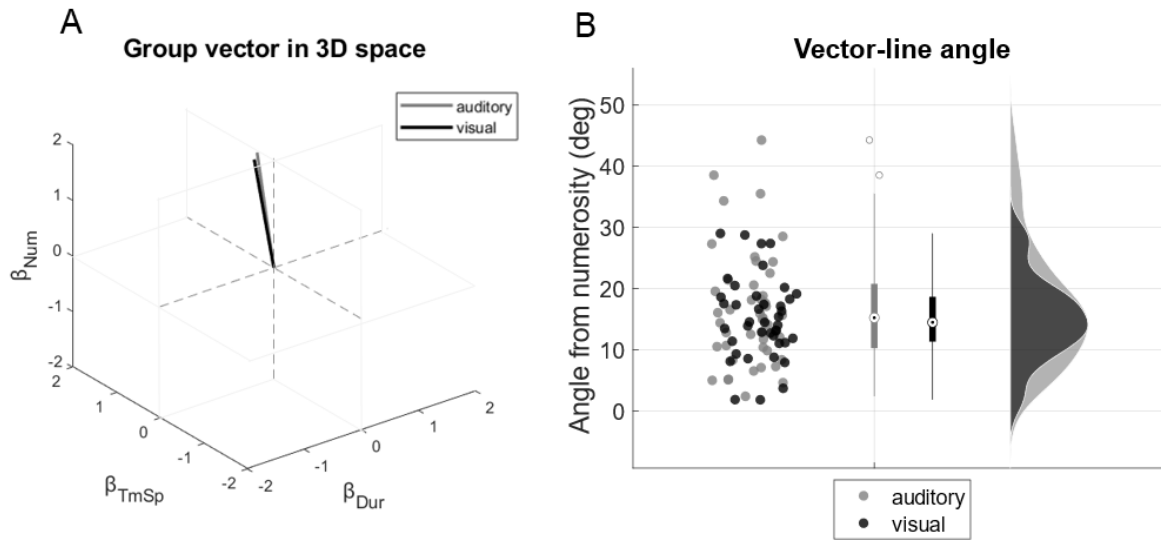 A
Group vector in 3D space
auditory
visual
β_Num
2
1
0
-1
-2
2
1
0
-1
-2
β_TmSp
-2
-1
0
1
2
β_Dur
B
Vector-line angle
Angle from numerosity (deg)
50
40
30
20
10
0
auditory
visual